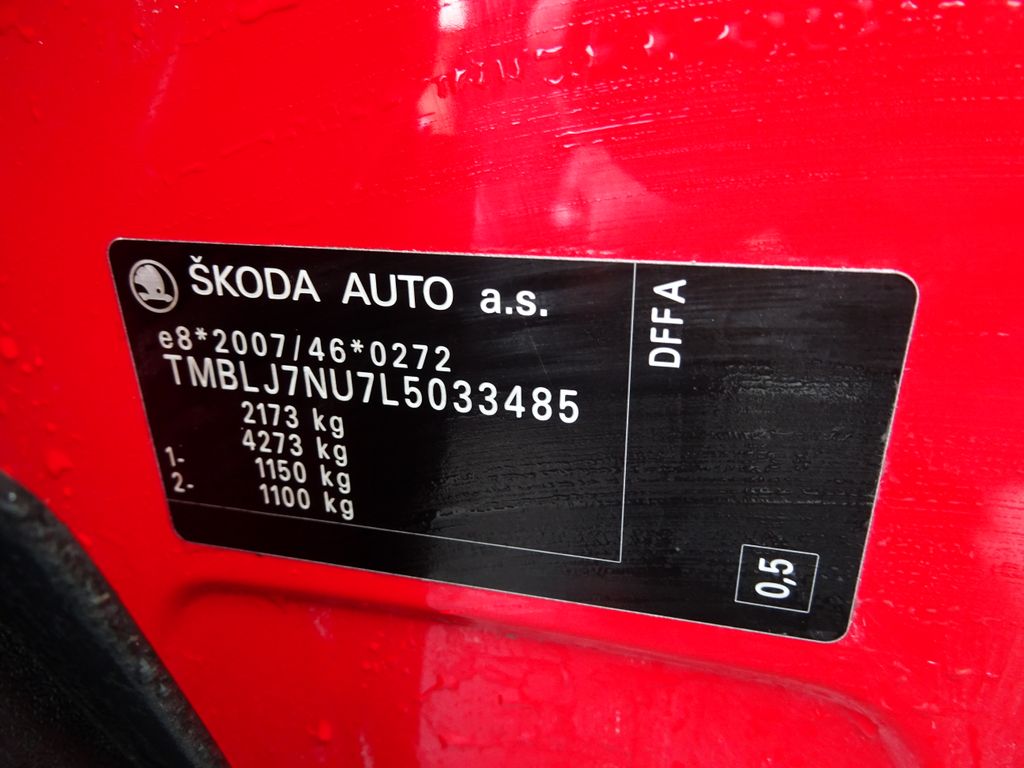 ŠKODA AUTO a.s.
e8*2007/46*0272
TMBLJ7NU7L5033485
2173 kg
4273 kg
1- 1150 kg
2- 1100 kg
DFFA
0,5